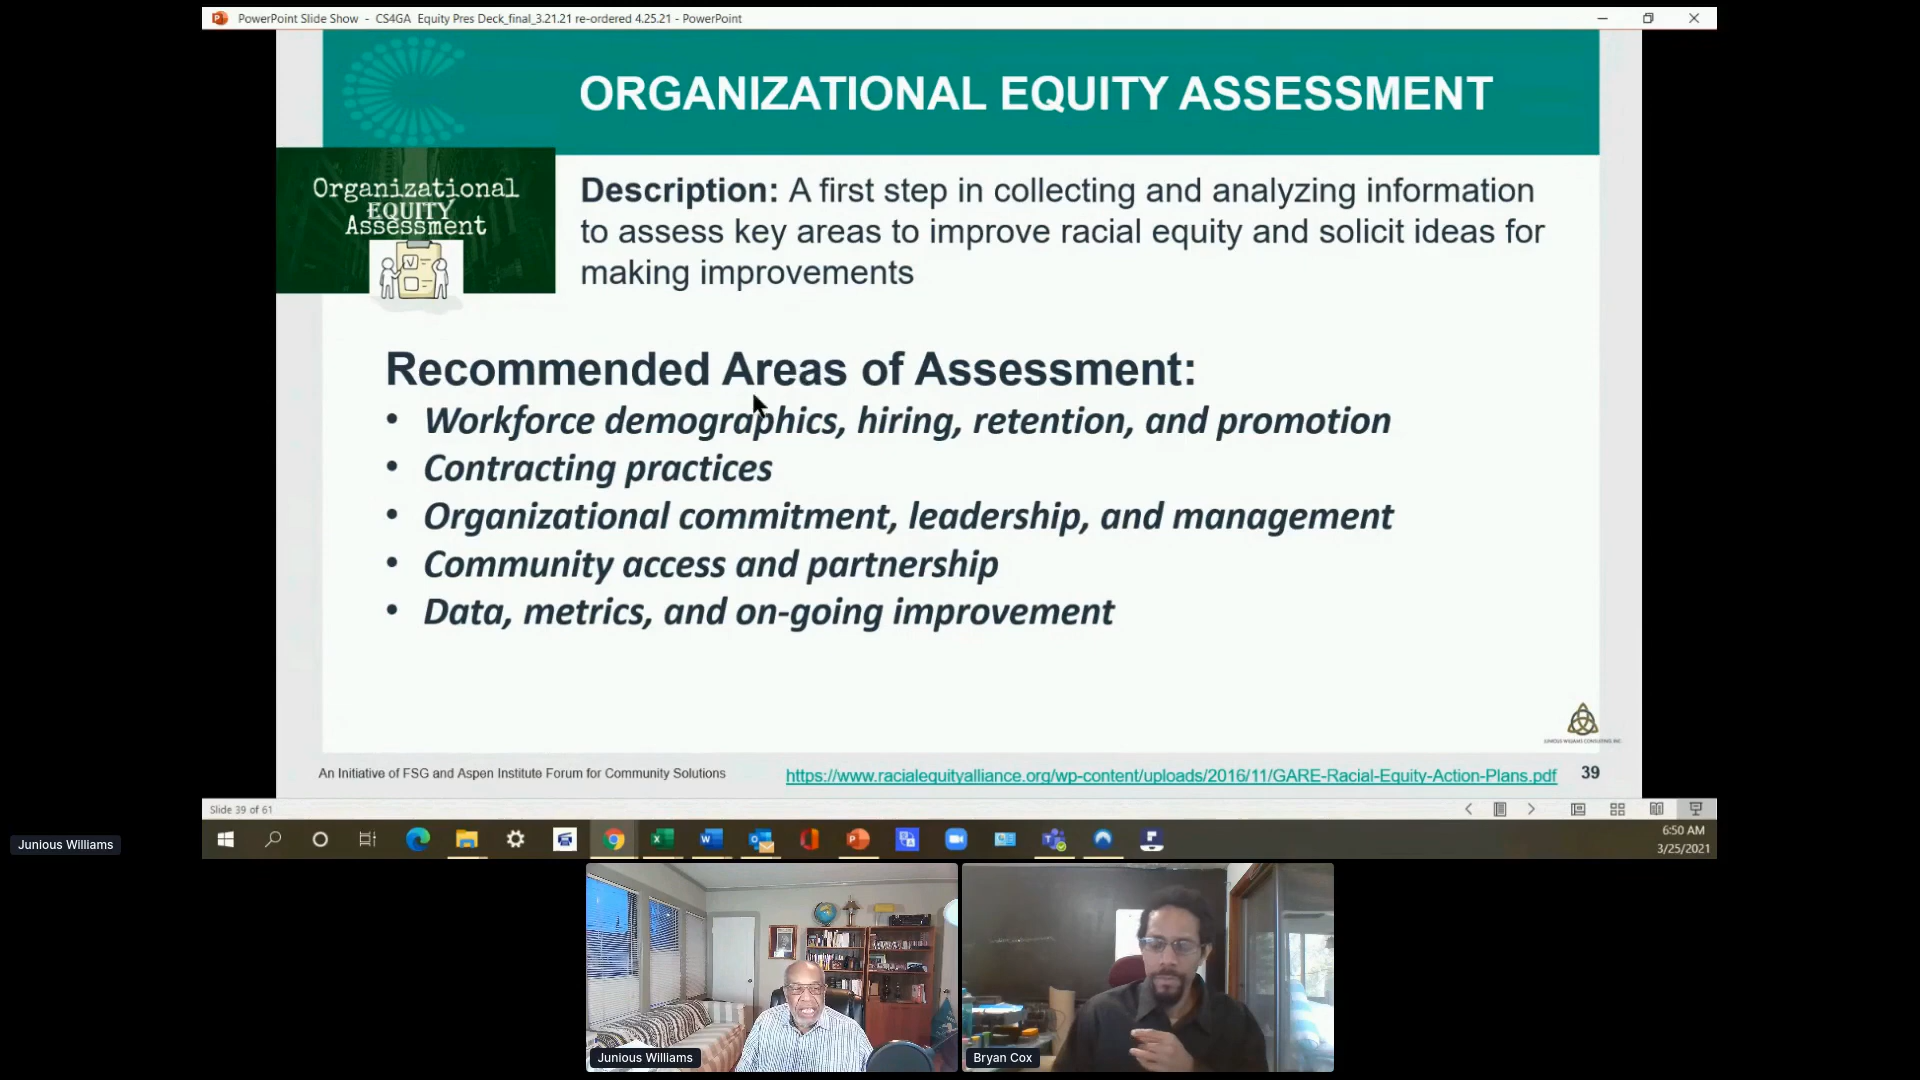 PowerPoint Slide Show - CS4GA Equity Pres Deck_final_3.21.21 re-ordered 4.25.21 - PowerPoint
ORGANIZATIONAL EQUITY ASSESSMENT
Organizational
EQUITY
Assessment
Description: A first step in collecting and analyzing information
to assess key areas to improve racial equity and solicit ideas for
making improvements
Recommended Areas of Assessment:
• Workforce demographics, hiring, retention, and promotion
• Contracting practices
• Organizational commitment, leadership, and management
• Community access and partnership
• Data, metrics, and on-going improvement
JUNIOUS WILLIAMS CONSULTING, INC.
An Initiative of FSG and Aspen Institute Forum for Community Solutions
https://www.racialequityalliance.org/wp-content/uploads/2016/11/GARE-Racial-Equity-Action-Plans.pdf
39
Slide 39 of 61
6:50 AM
3/25/2021
Junious Williams
Junious Williams
Bryan Cox